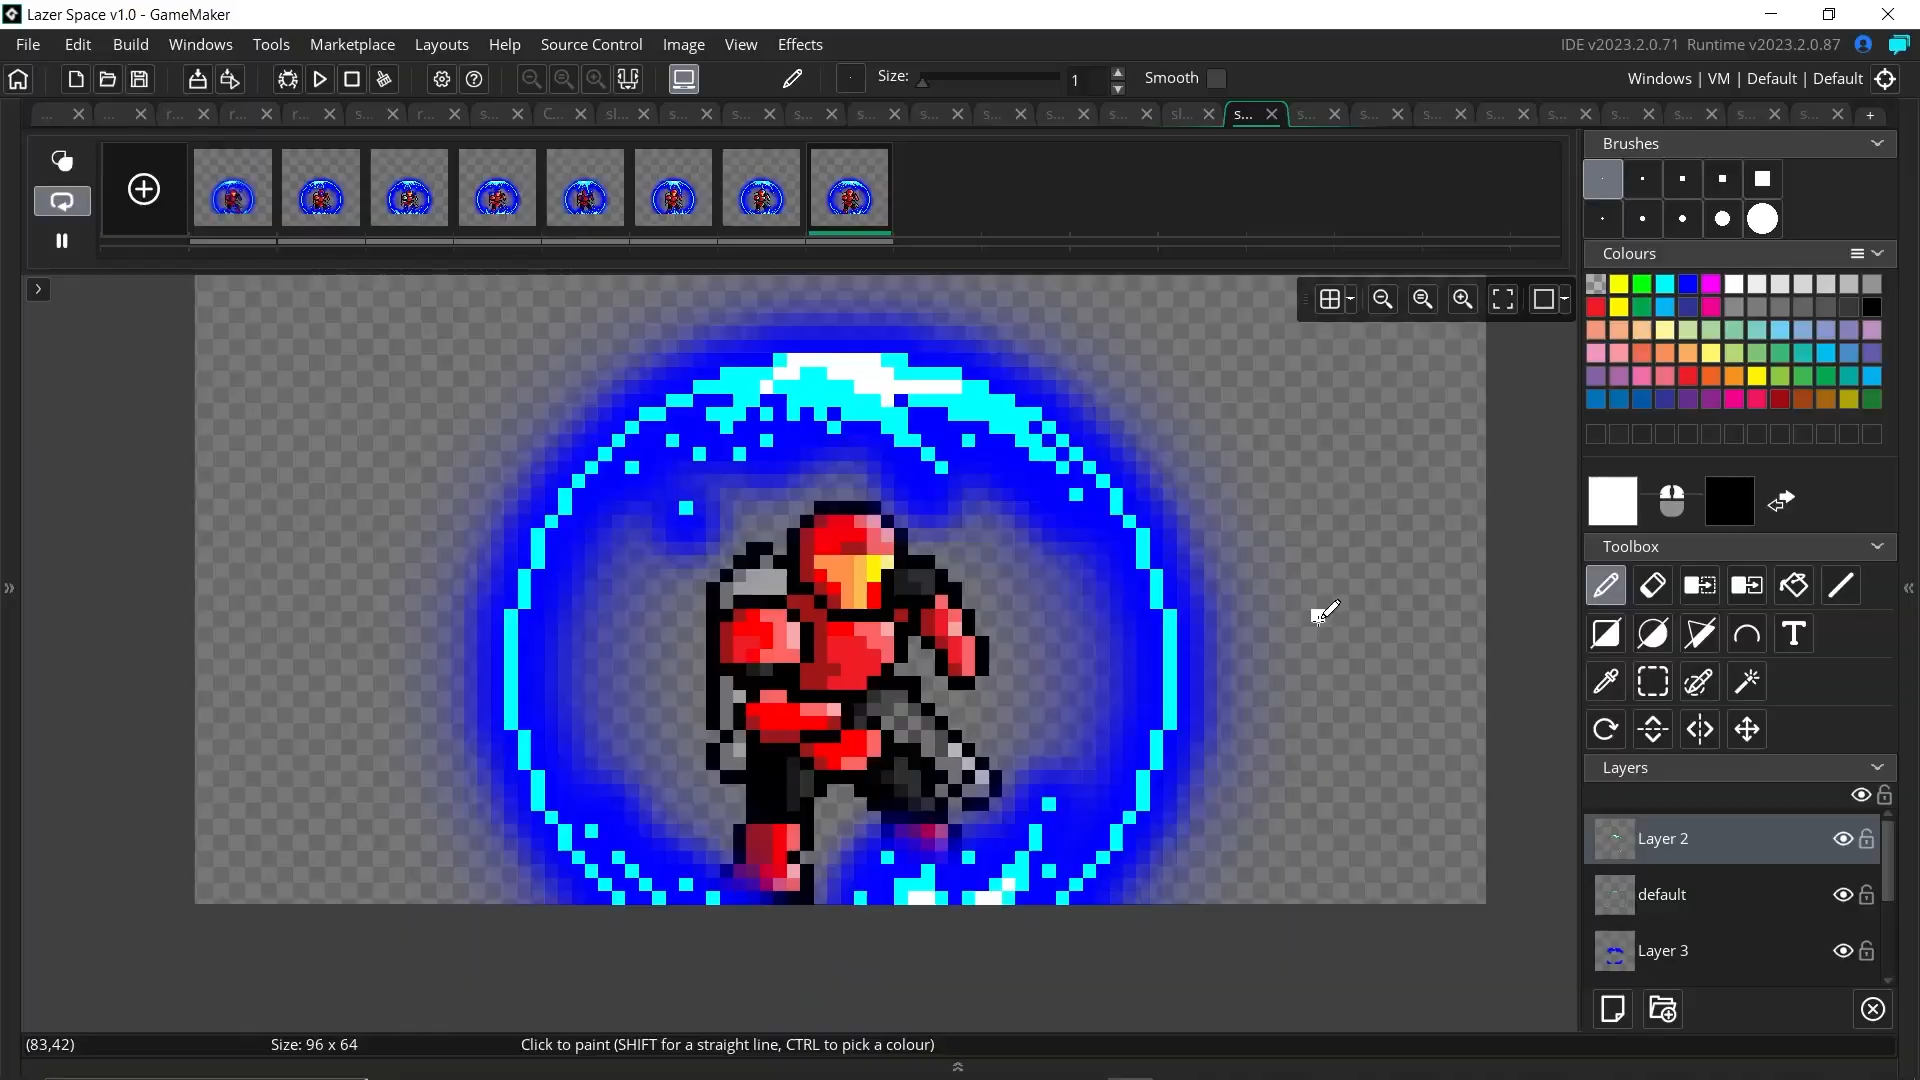 Lazer Space v1.0 - GameMaker
File Edit Build Windows Tools Marketplace Layouts Help Source Control Image View Effects
IDE v2023.2.0.71 Runtime v2023.2.0.87
Size: 1 Smooth
Windows | VM | Default | Default
... ... r... r... r... s... r... s... C... sl... s... s... s... s... s... s... s... s... sl... s... s... s... s... s... s... s... s... s... s...
Brushes
Colours
Toolbox
Layers
Layer 2
default
Layer 3
(83,42) Size: 96 x 64 Click to paint (SHIFT for a straight line, CTRL to pick a colour)